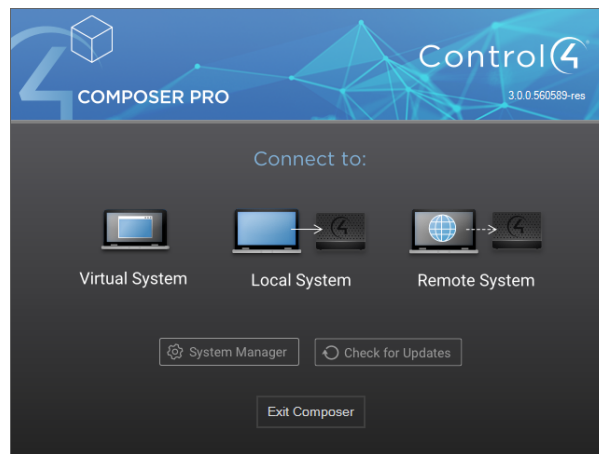 Control4
COMPOSER PRO
3.0.0.560589-res
Connect to:
Virtual System
Local System
Remote System
System Manager
Check for Updates
Exit Composer